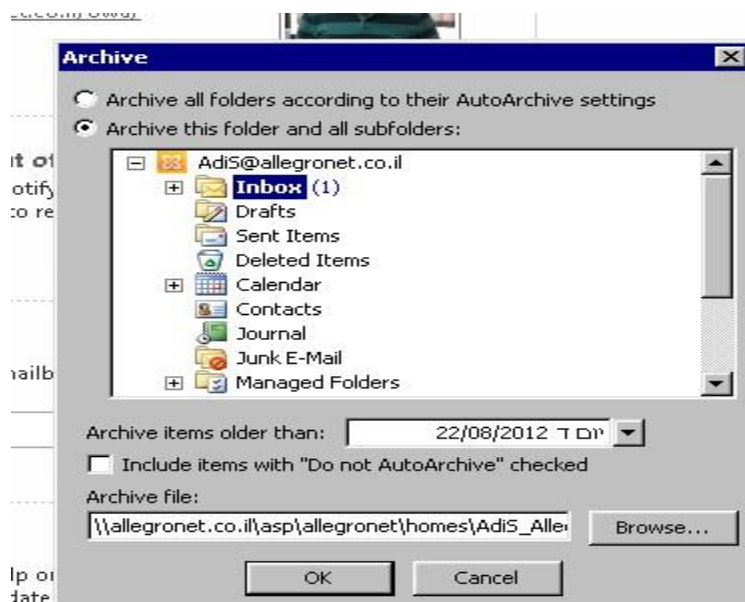 Archive
Archive all folders according to their AutoArchive settings
Archive this folder and all subfolders:
AdiS@allegronet.co.il
Inbox (1)
Drafts
Sent Items
Deleted Items
Calendar
Contacts
Journal
Junk E-Mail
Managed Folders
Archive items older than: יום ד 22/08/2012
Include items with "Do not AutoArchive" checked
Archive file:
\\allegronet.co.il\asp\allegronet\homes\AdiS_Alle
Browse...
OK
Cancel